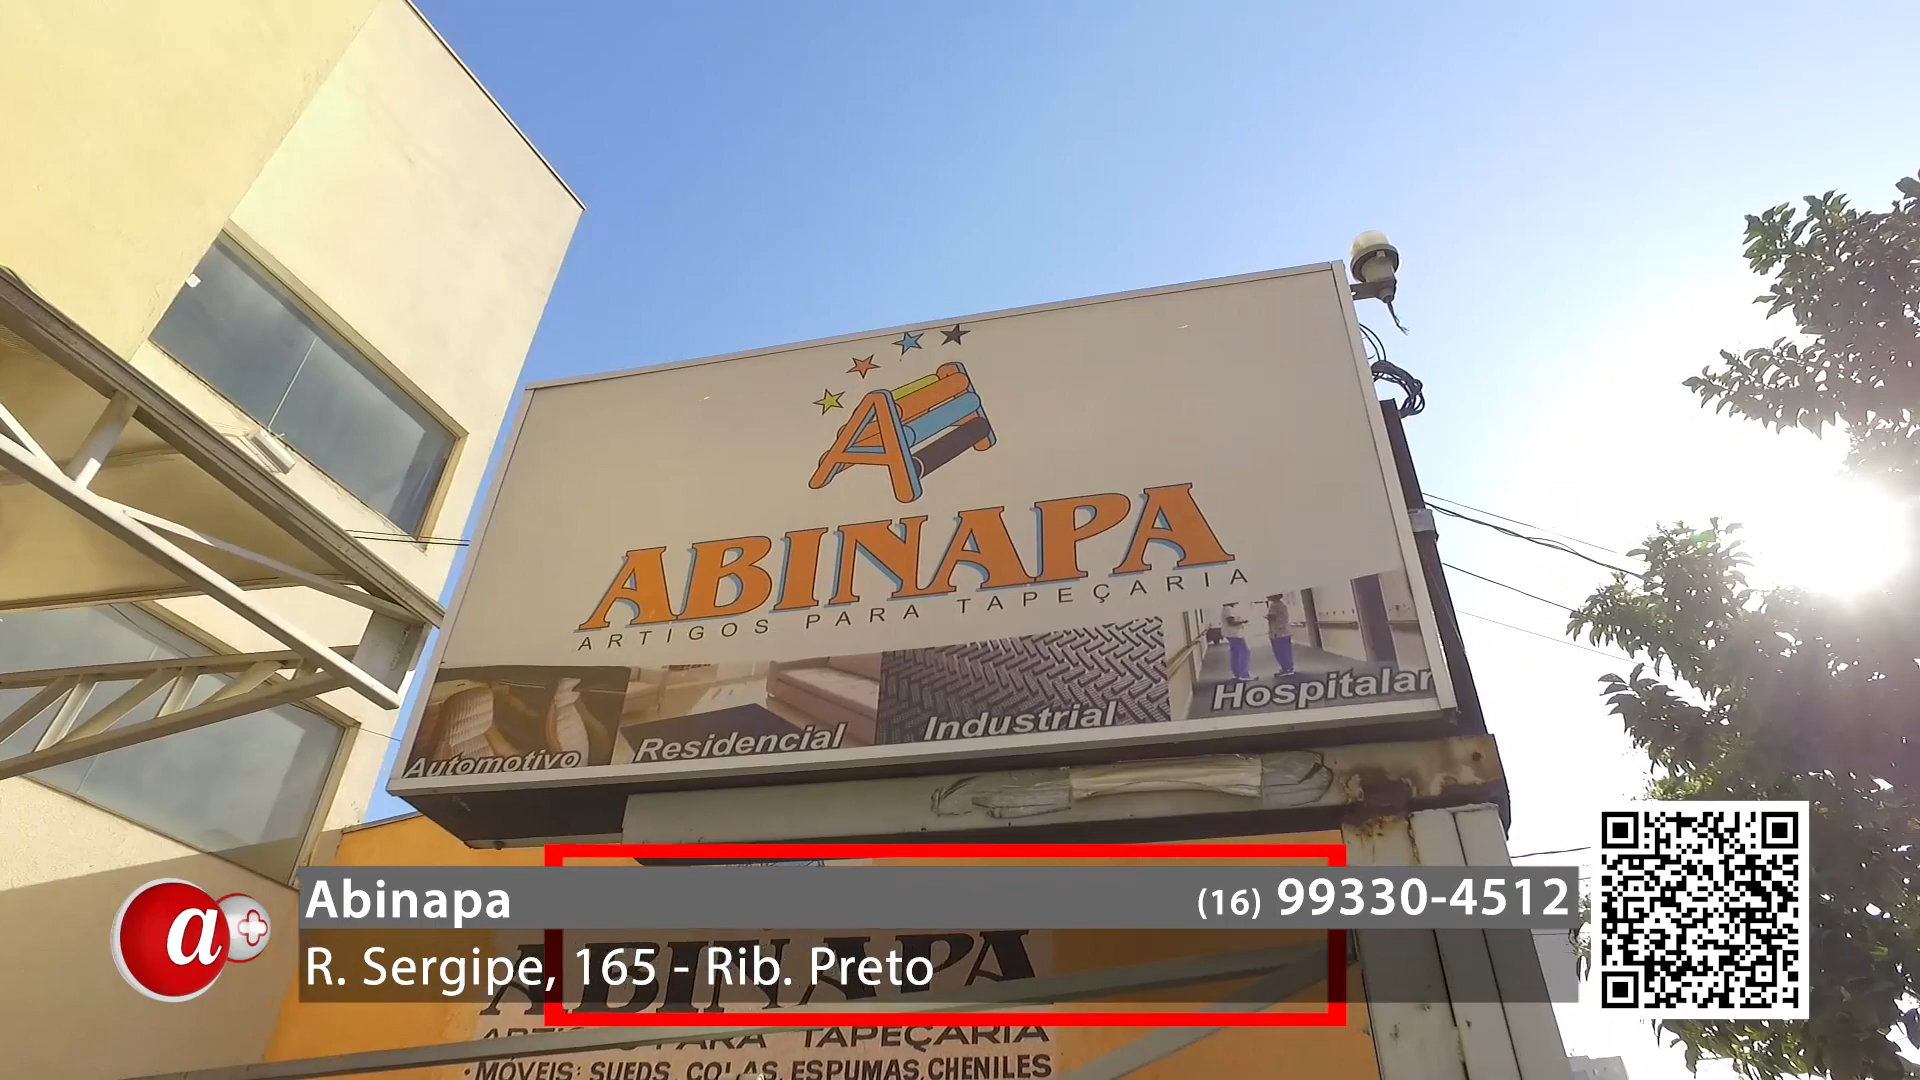 ABINAPA
ARTIGOS PARA TAPEÇARIA
Automotivo
Residencial
Industrial
Hospitalar
Abinapa
(16) 99330-4512
a
R. Sergipe, 165 - Rib. Preto
ABINAPA
PARA TAPEÇARIA
•MÓVEIS: SUEDS, COLAS, ESPUMAS, CHENILES